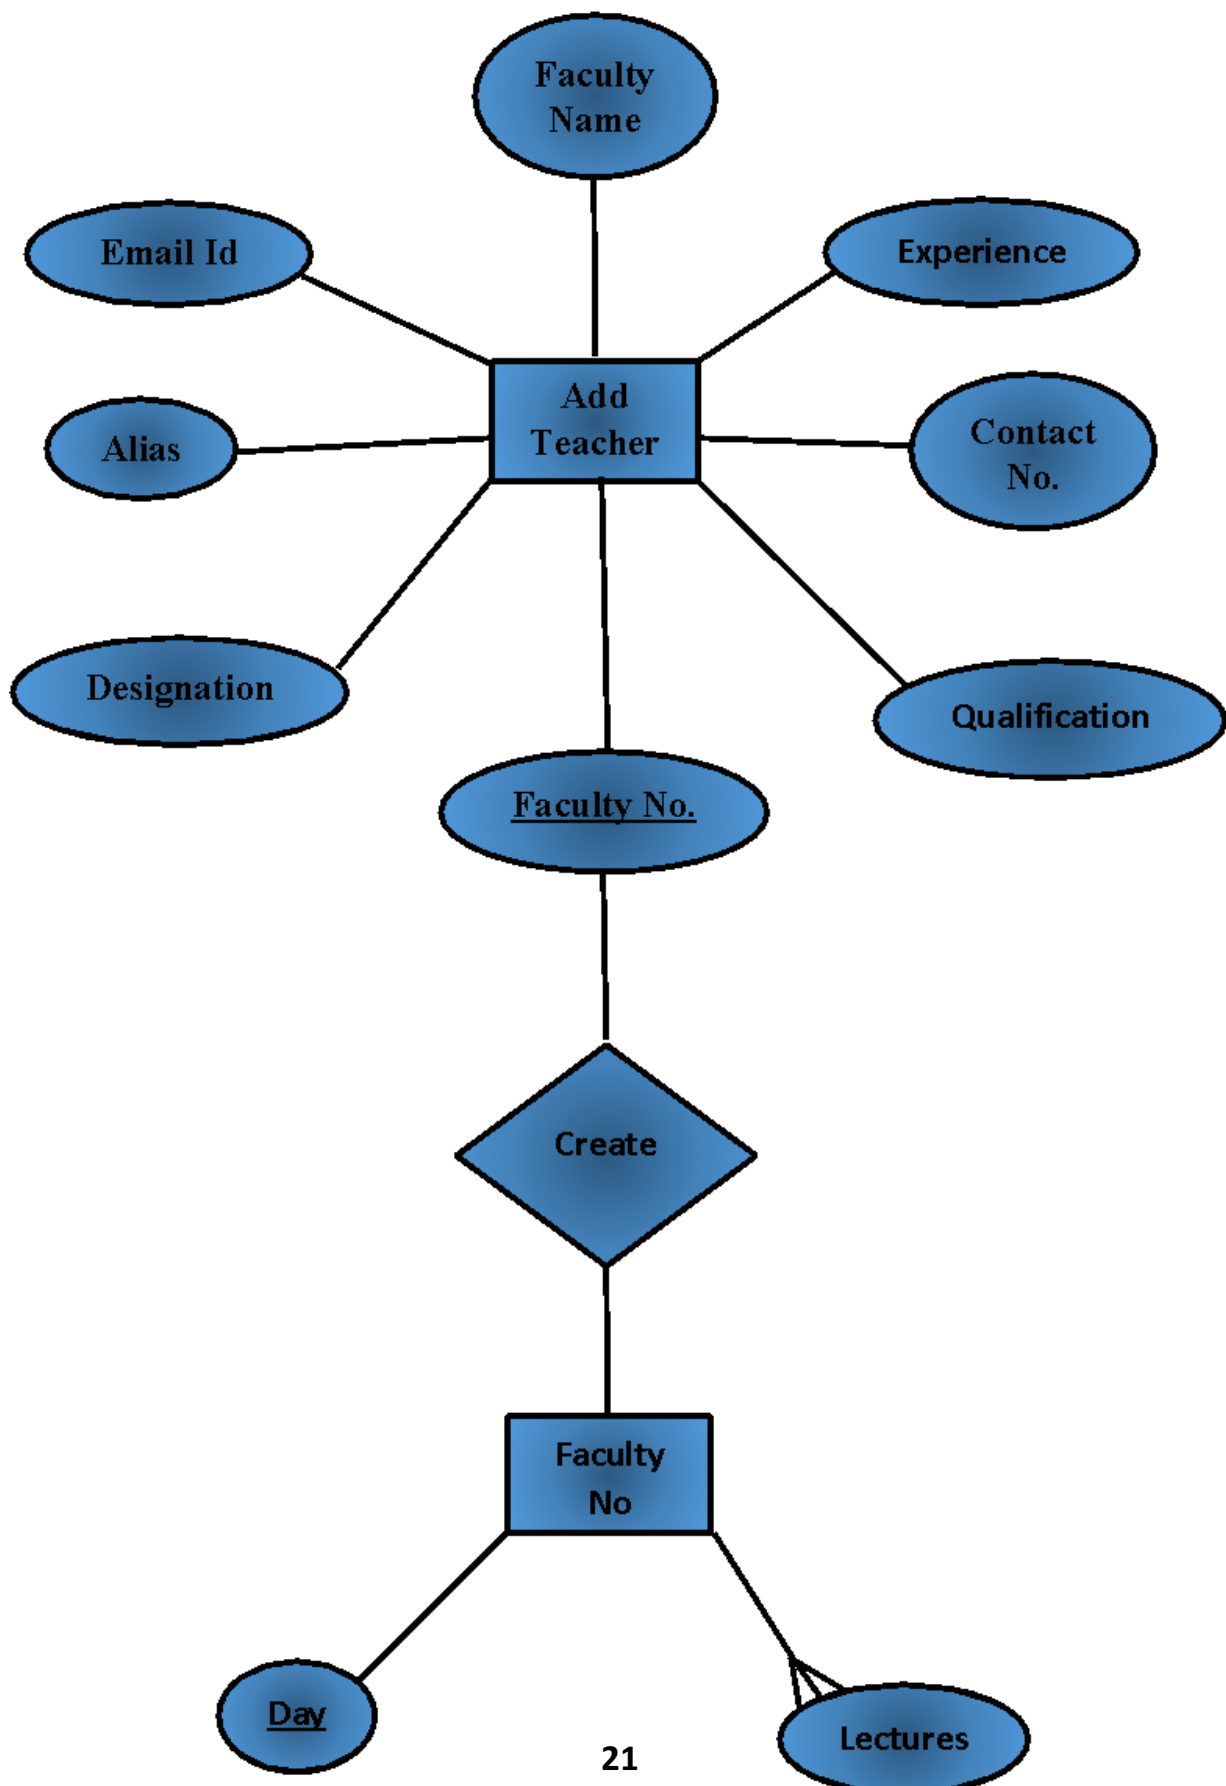 Faculty
Name
Email Id
Experience
Add
Teacher
Alias
Contact
No.
Designation
Qualification
Faculty No.
Create
Faculty
No
Day
Lectures
21